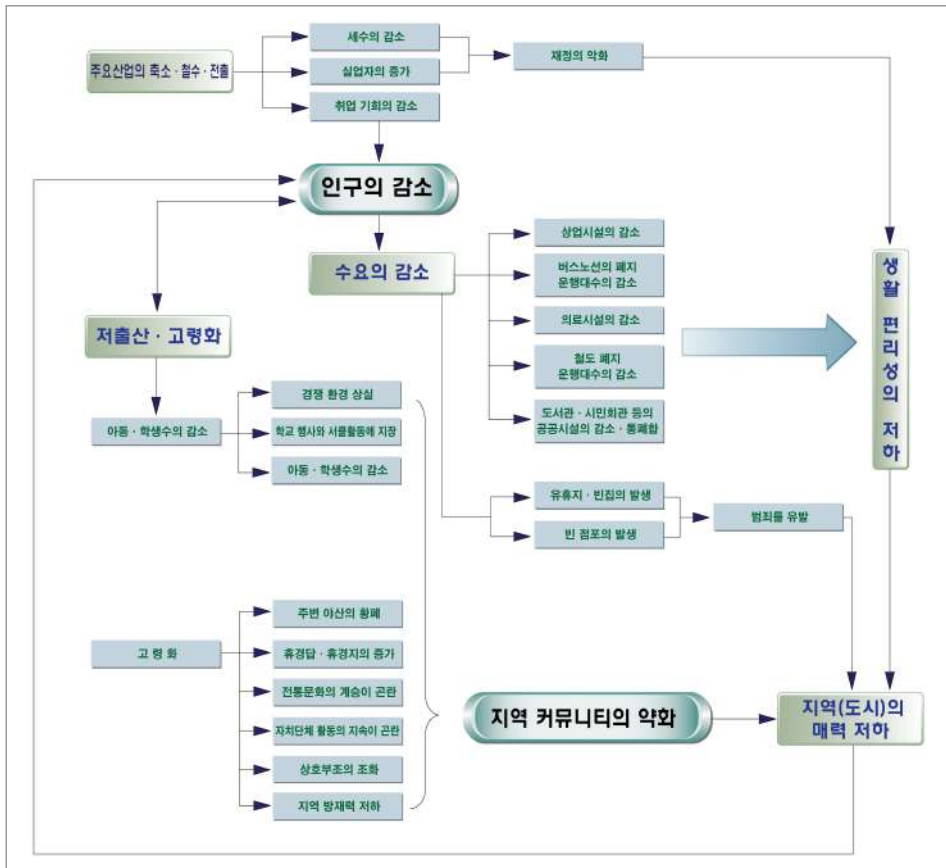 세수의 감소
주요산업의 축소·철수·전출
실업자의 증가
재정의 악화
취업 기회의 감소
인구의 감소
수요의 감소
상업시설의 감소
버스노선의 폐지
운행대수의 감소
의료시설의 감소
철도 폐지
운행대수의 감소
도서관·시민회관 등의
공공시설의 감소·통폐합
생활 편리성의 저하
저출산·고령화
아동·학생수의 감소
경쟁 환경 상실
학교 행사와 서클활동에 지장
아동·학생수의 감소
유휴지·빈집의 발생
빈 점포의 발생
범죄를 유발
고령화
주변 야산의 황폐
휴경답·휴경지의 증가
전통문화의 계승이 곤란
자치단체 활동의 지속이 곤란
상호부조의 조화
지역 방재력 저하
지역 커뮤니티의 약화
지역(도시)의
매력 저하